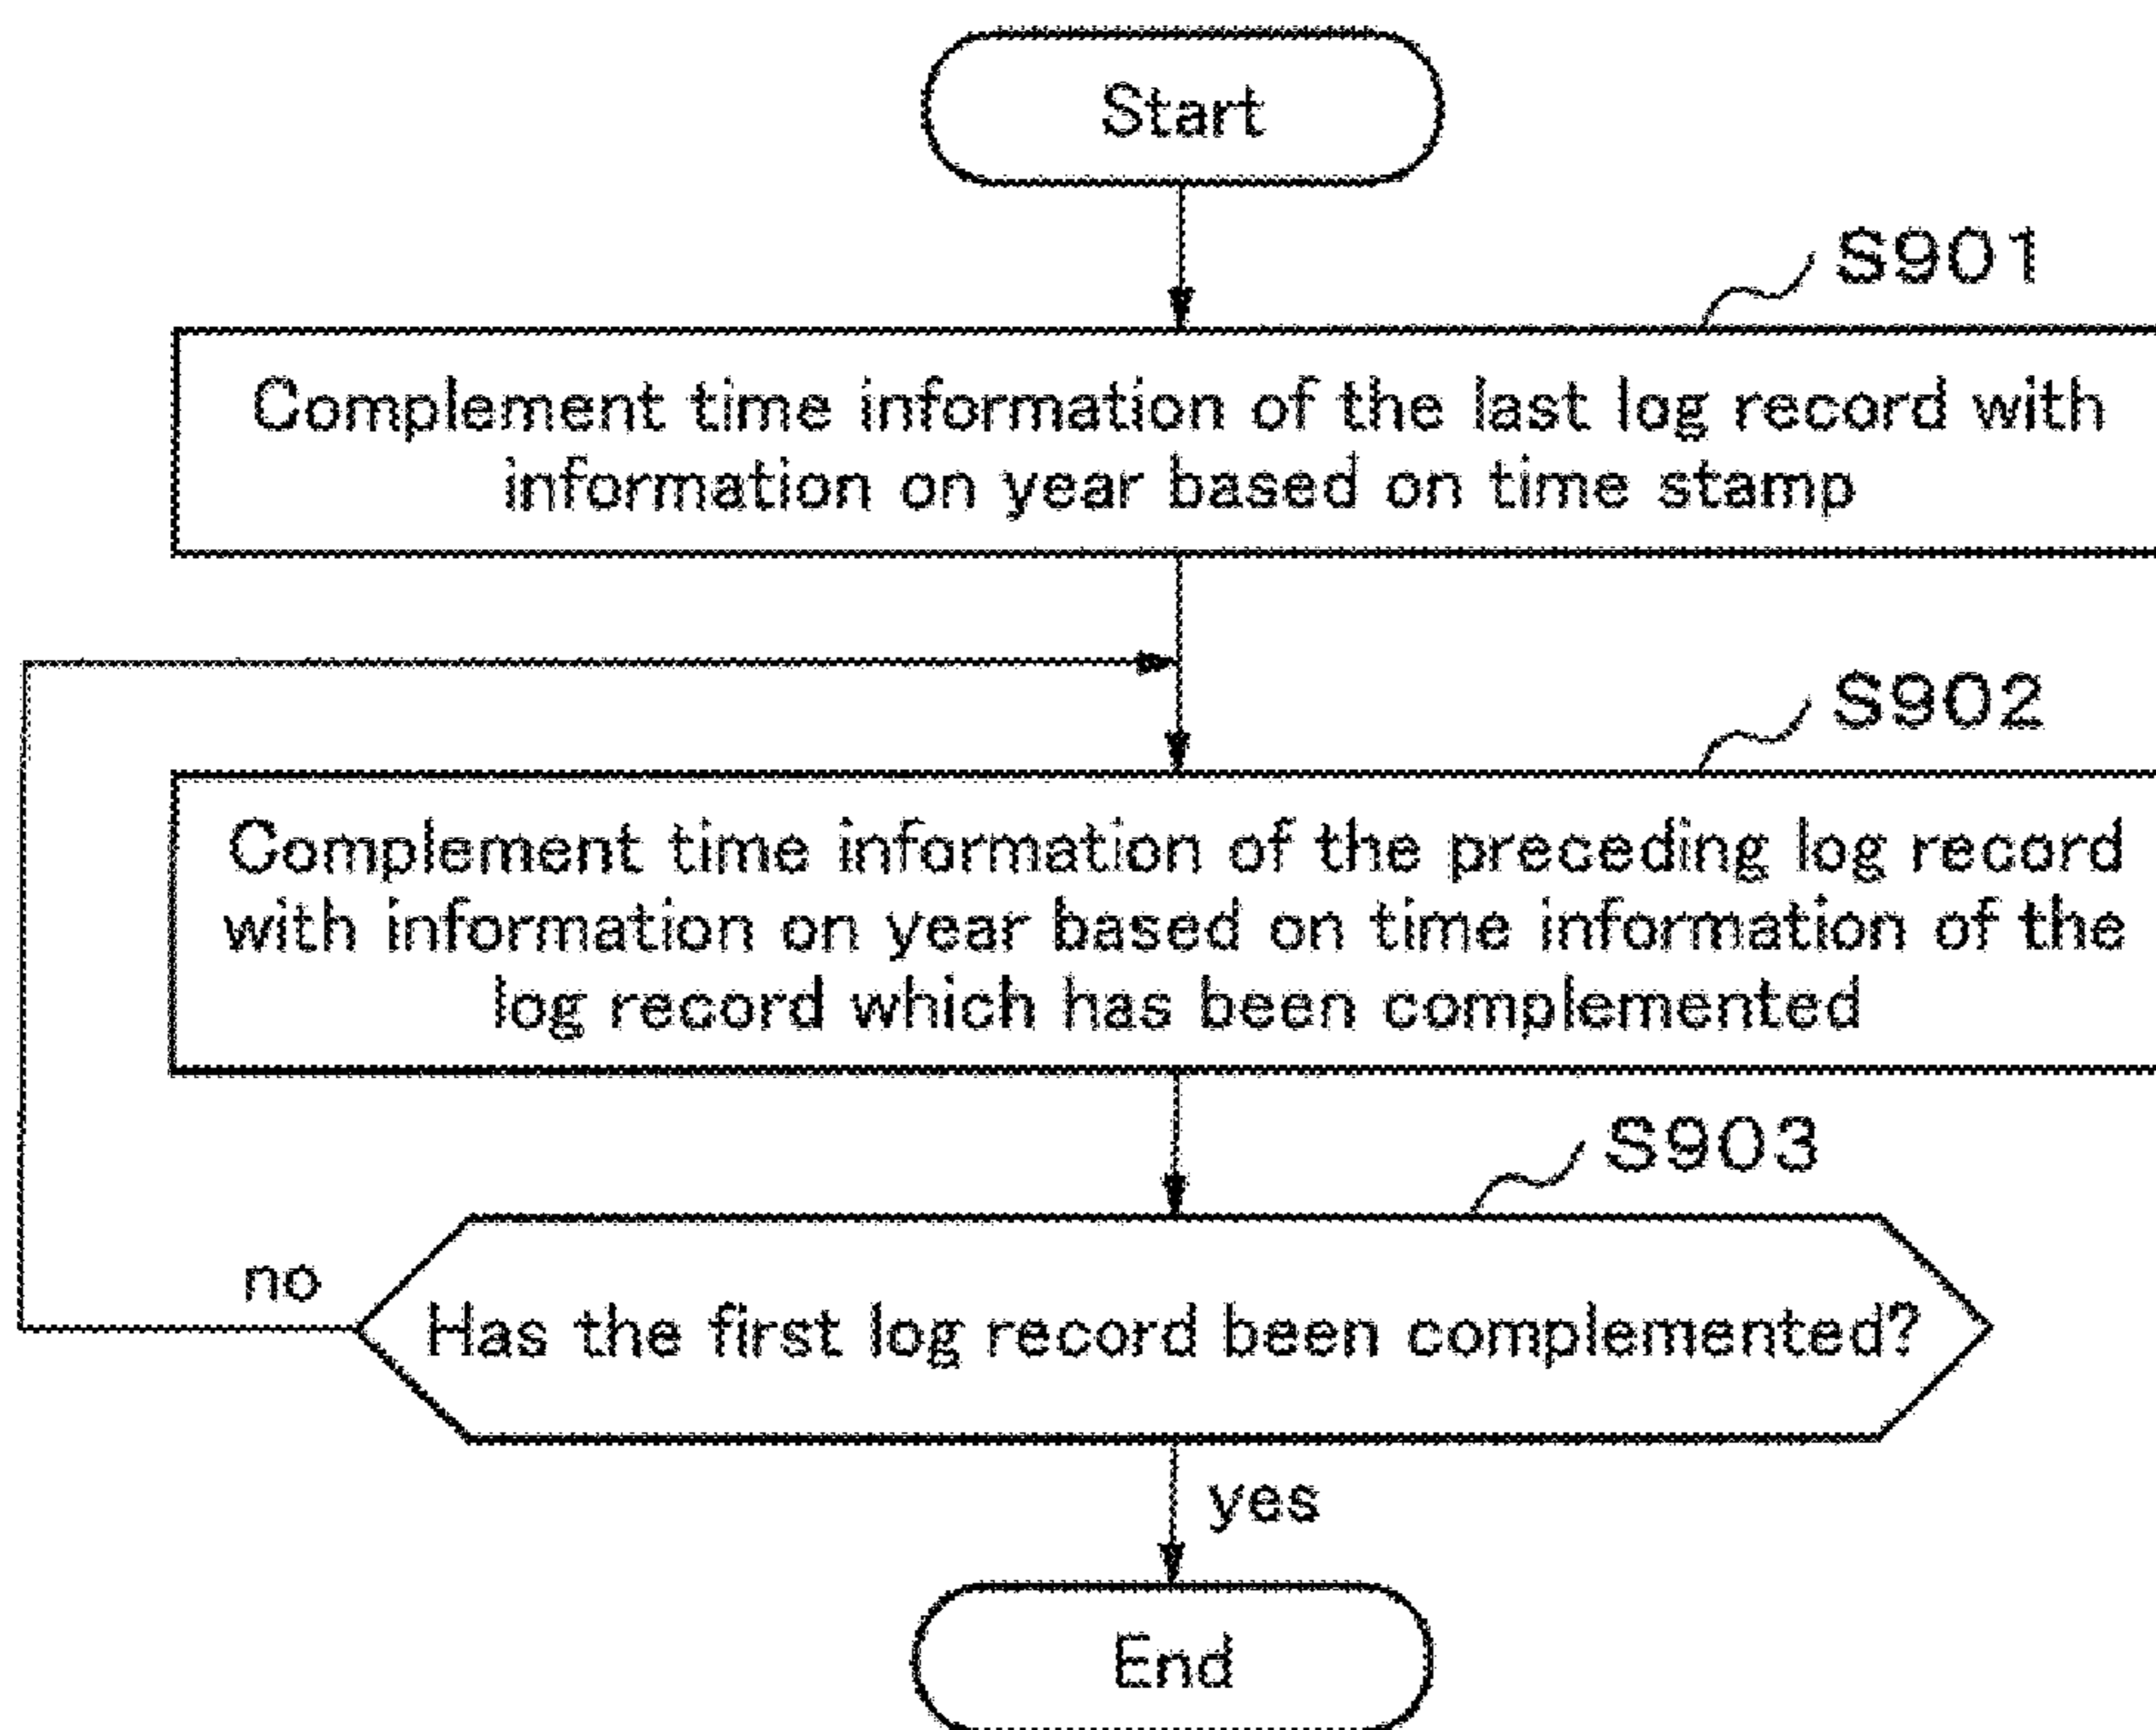 Start
S901
Complement time information of the last log record with
information on year based on time stamp
S902
Complement time information of the preceding log record
with information on year based on time information of the
log record which has been complemented
S903
no
Has the first log record been complemented?
yes
End